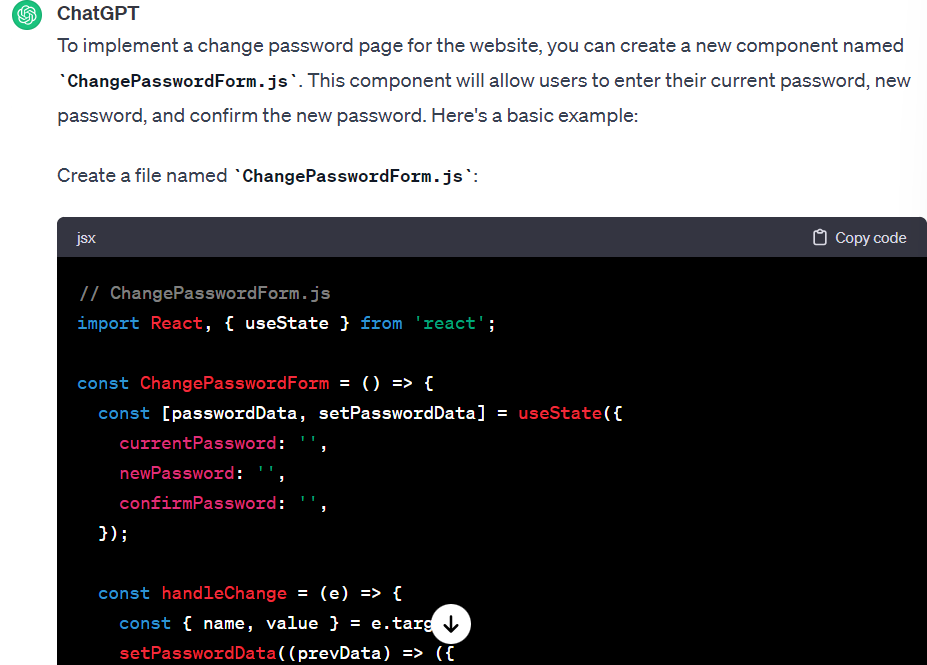 ChatGPT
To implement a change password page for the website, you can create a new component named
`ChangePasswordForm.js`. This component will allow users to enter their current password, new
password, and confirm the new password. Here's a basic example:
Create a file named `ChangePasswordForm.js`:
jsx Copy code
// ChangePasswordForm.js
import React, { useState } from 'react';
const ChangePasswordForm = () => {
  const [passwordData, setPasswordData] = useState({
    currentPassword: '',
    newPassword: '',
    confirmPassword: '',
  });
  const handleChange = (e) => {
    const { name, value } = e.targ
    setPasswordData((prevData) => ({